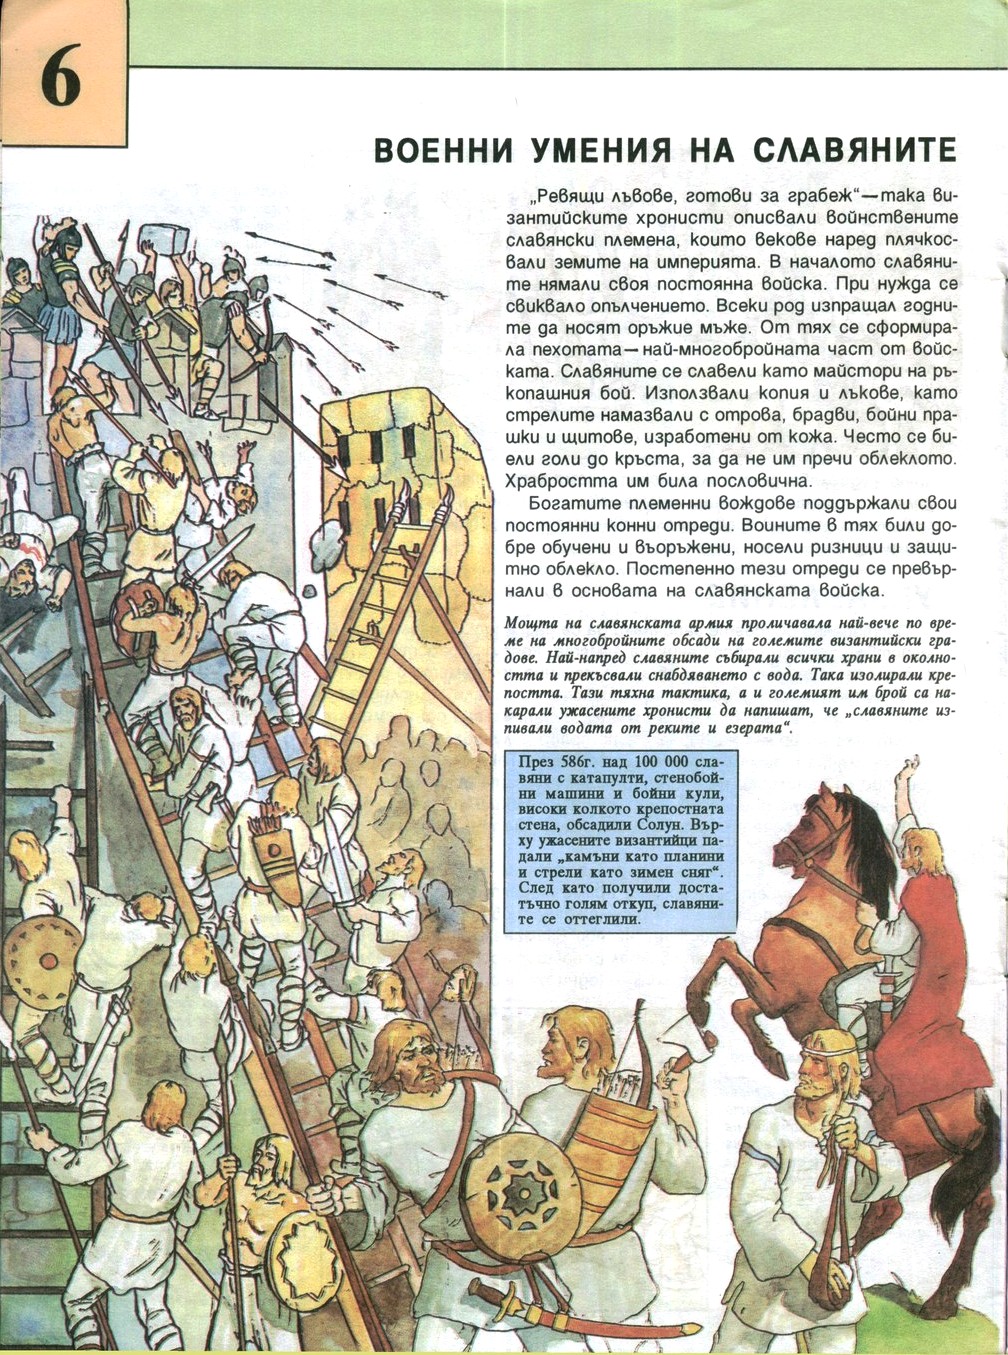 6
ВОЕННИ УМЕНИЯ НА СЛАВЯНИТЕ
„Ревящи лъвове, готови за грабеж“—така ви-
зантийските хронисти описвали войнствените
славянски племена, които векове наред плячкос-
вали земите на империята. В началото славяни-
те нямали своя постоянна войска. При нужда се
свиквало опълчението. Всеки род изпращал годни-
те да носят оръжие мъже. От тях се сформира-
ла пехотата—най-многобройната част от войс-
ката. Славяните се славели като майстори на ръ-
копашния бой. Използвали копия и лъкове, като
стрелите намазвали с отрова, брадви, бойни пра-
шки и щитове, изработени от кожа. Често се би-
ели голи до кръста, за да не им пречи облеклото.
Храбростта им била пословична.
Богатите племенни вождове поддържали свои
постоянни конни отреди. Воините в тях били до-
бре обучени и въоръжени, носели ризници и защи-
тно облекло. Постепенно тези отреди се превър-
нали в основата на славянската войска.
Мощта на славянската армия проличавала най-вече по вре-
ме на многобройните обсади на големите византийски гра-
дове. Най-напред славяните събирали всички храни в околно-
стта и прекъсвали снабдяването с вода. Така изолирали кре-
постта. Тази тяхна тактика, а и големият им брой са на-
карали ужасените хронисти да напишат, че „славяните из-
пивали водата от реките и езерата“.
През 586г. над 100 000 сла-
вяни с катапулти, стенобой-
ни машини и бойни кули,
високи колкото крепостната
стена, обсадили Солун. Вър-
ху ужасените византийци па-
дали „камъни като планини
и стрели като зимен сняг“.
След като получили доста-
тъчно голям откуп, славяни-
те се оттеглили.